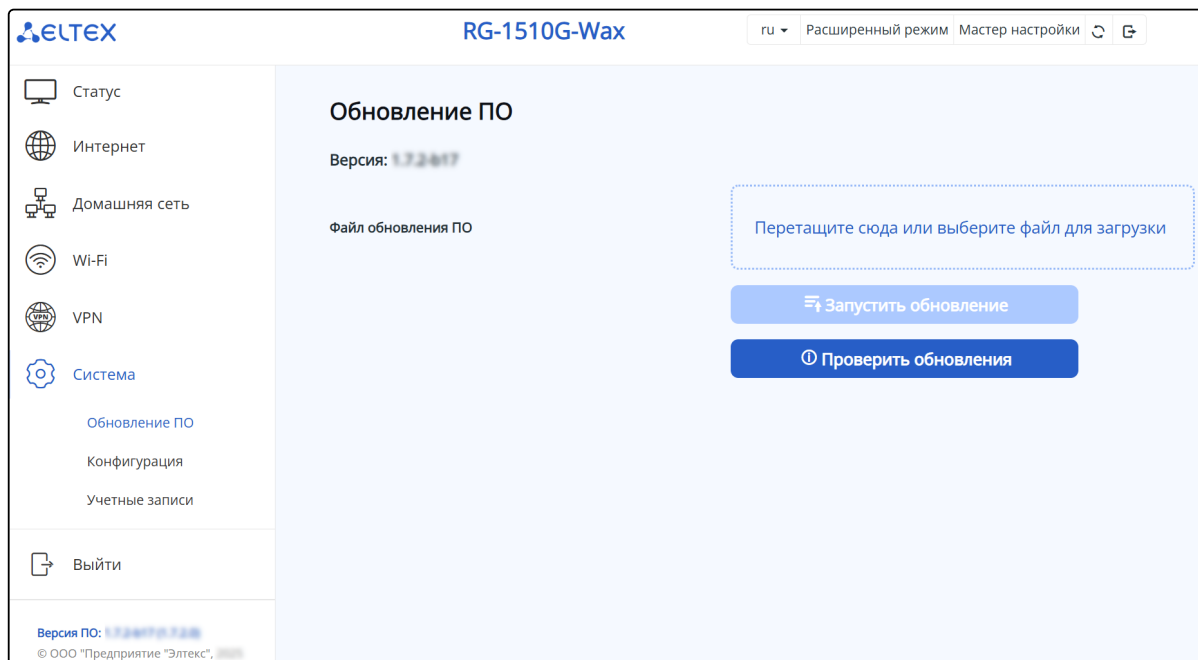 ELTEX
RG-1510G-Wax
ru Расширенный режим Мастер настройки
Статус
Интернет
Домашняя сеть
Wi-Fi
VPN
VPN
Система
Обновление ПО
Конфигурация
Учетные записи
Выйти
Версия ПО:
© ООО "Предприятие "Элтекс",
Обновление ПО
Версия:
Файл обновления ПО
Перетащите сюда или выберите файл для загрузки
Запустить обновление
Проверить обновления